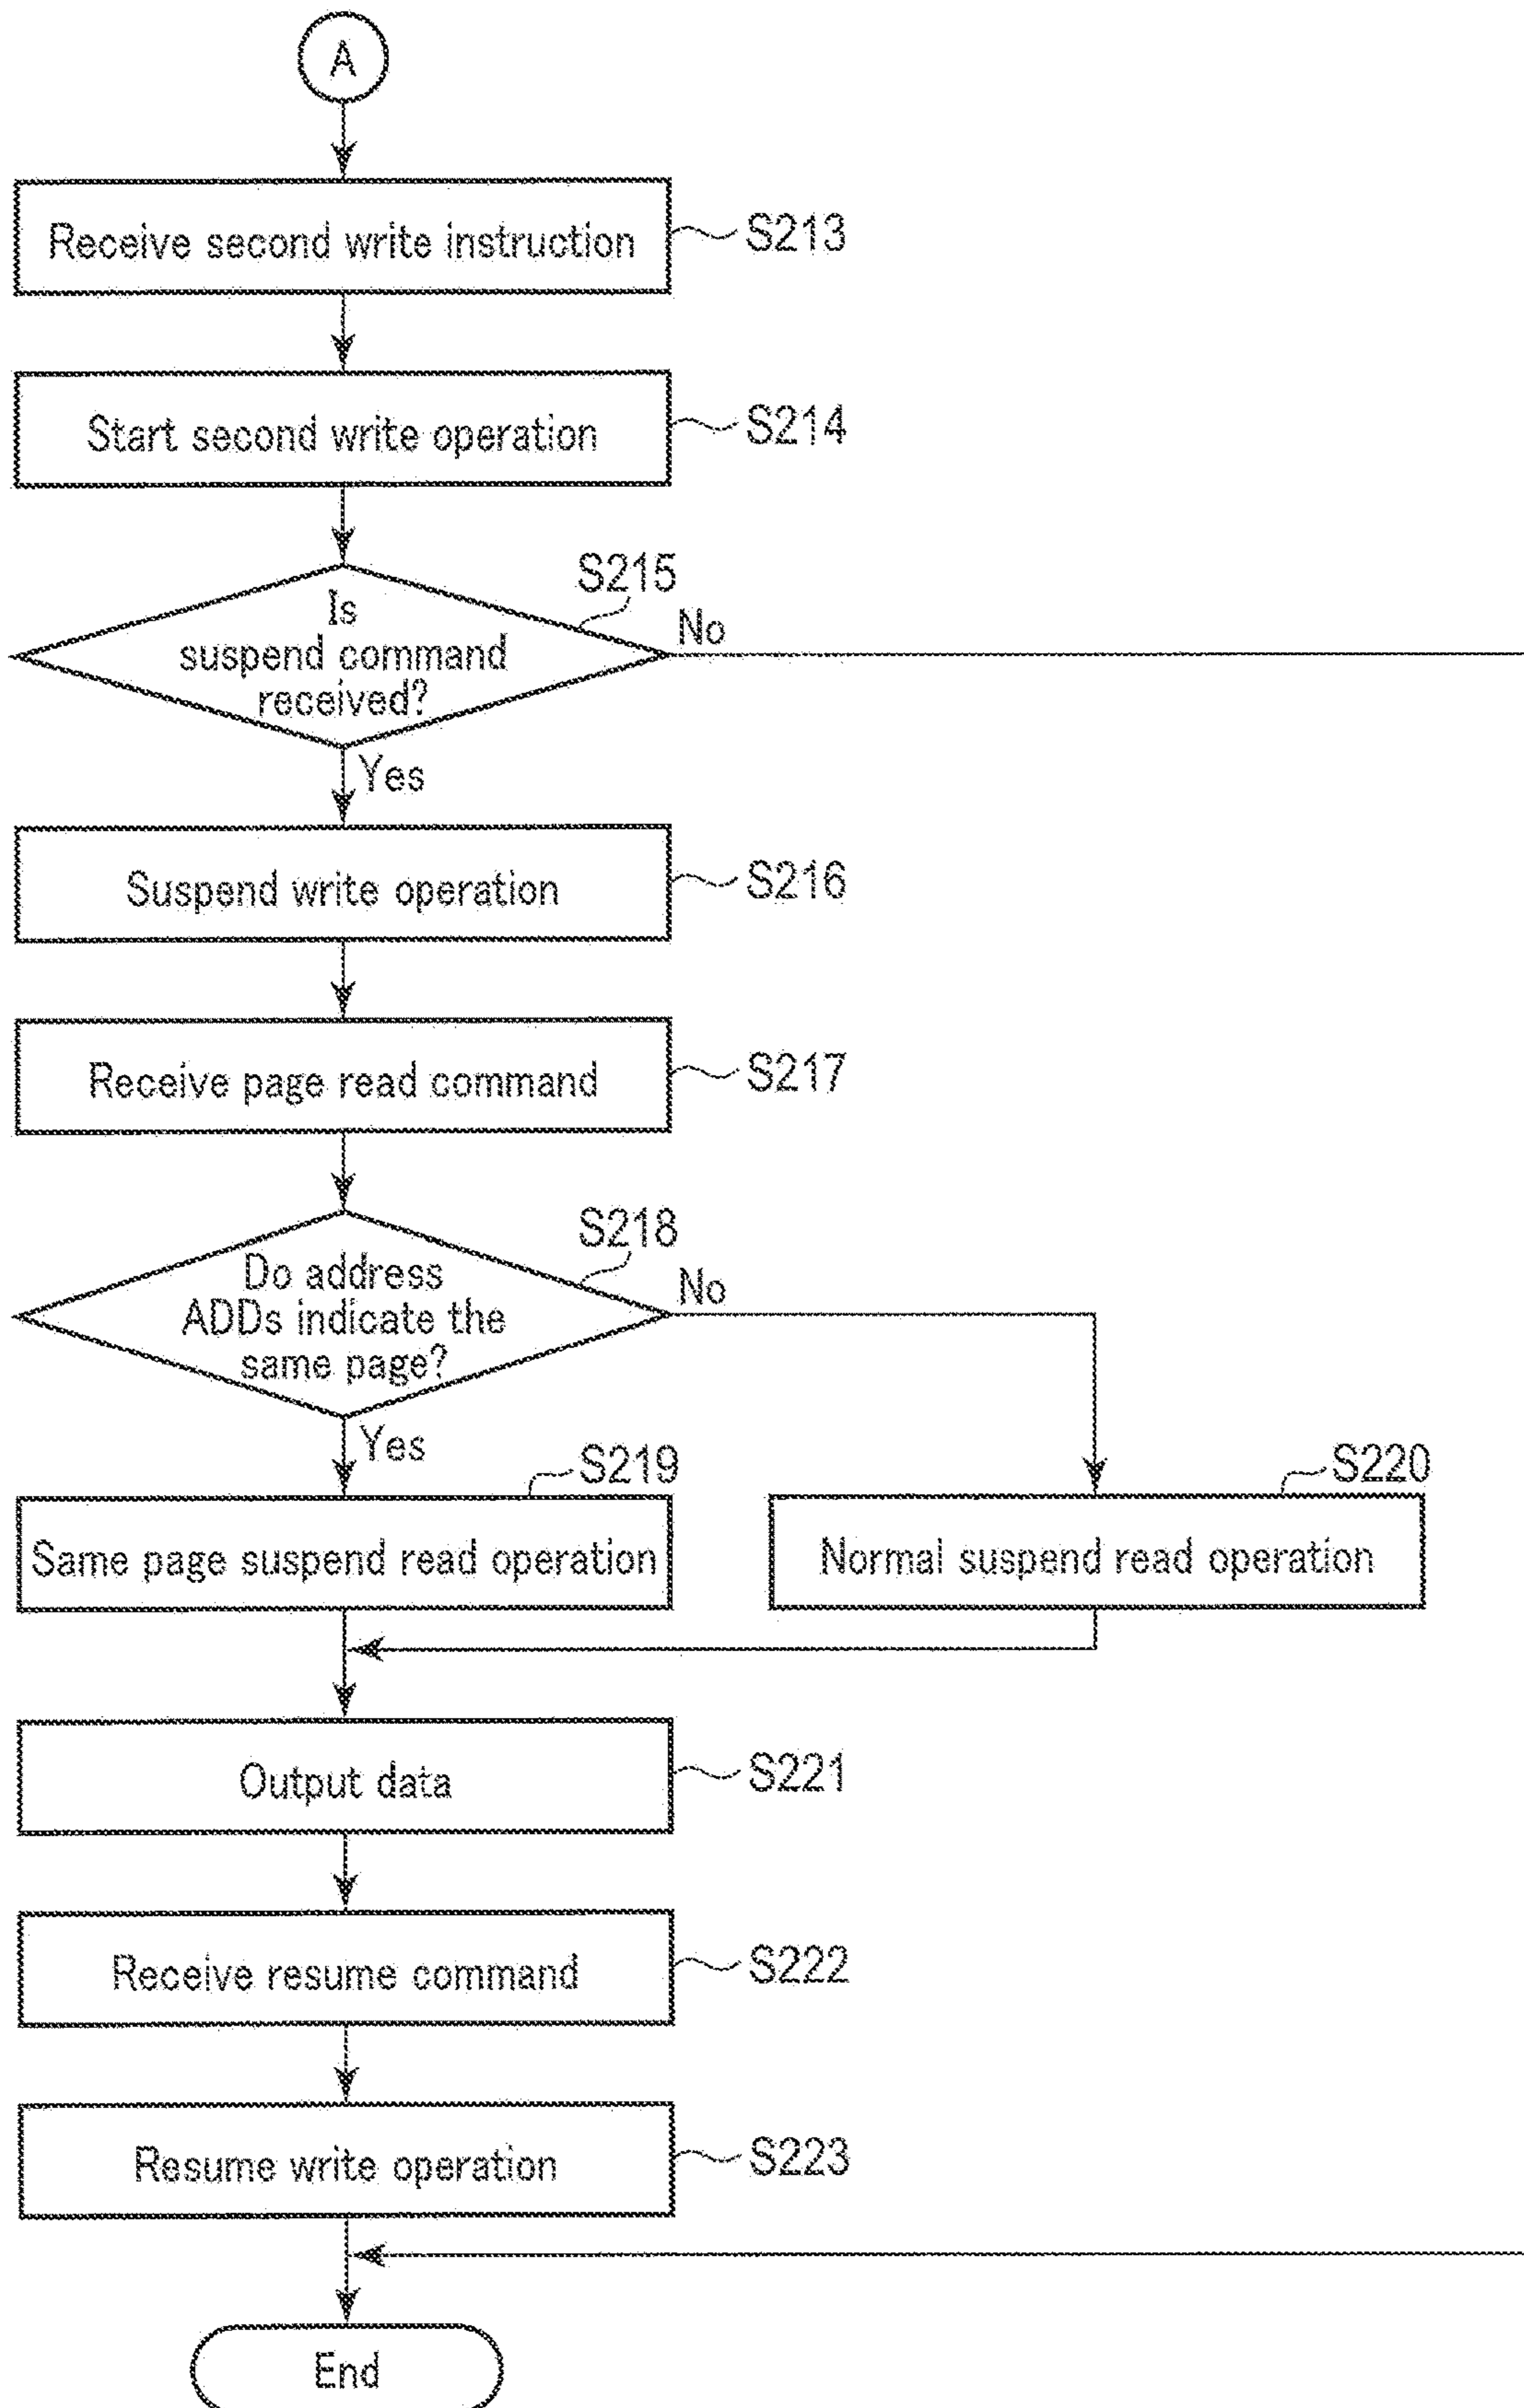 A
Receive second write instruction
S213
Start second write operation
S214
S215
Is
suspend command
received?
No
Yes
Suspend write operation
S216
Receive page read command
S217
S218
Do address
ADDs indicate the
same page?
No
Yes
S219
S220
Same page suspend read operation
Normal suspend read operation
Output data
S221
Receive resume command
S222
Resume write operation
S223
End